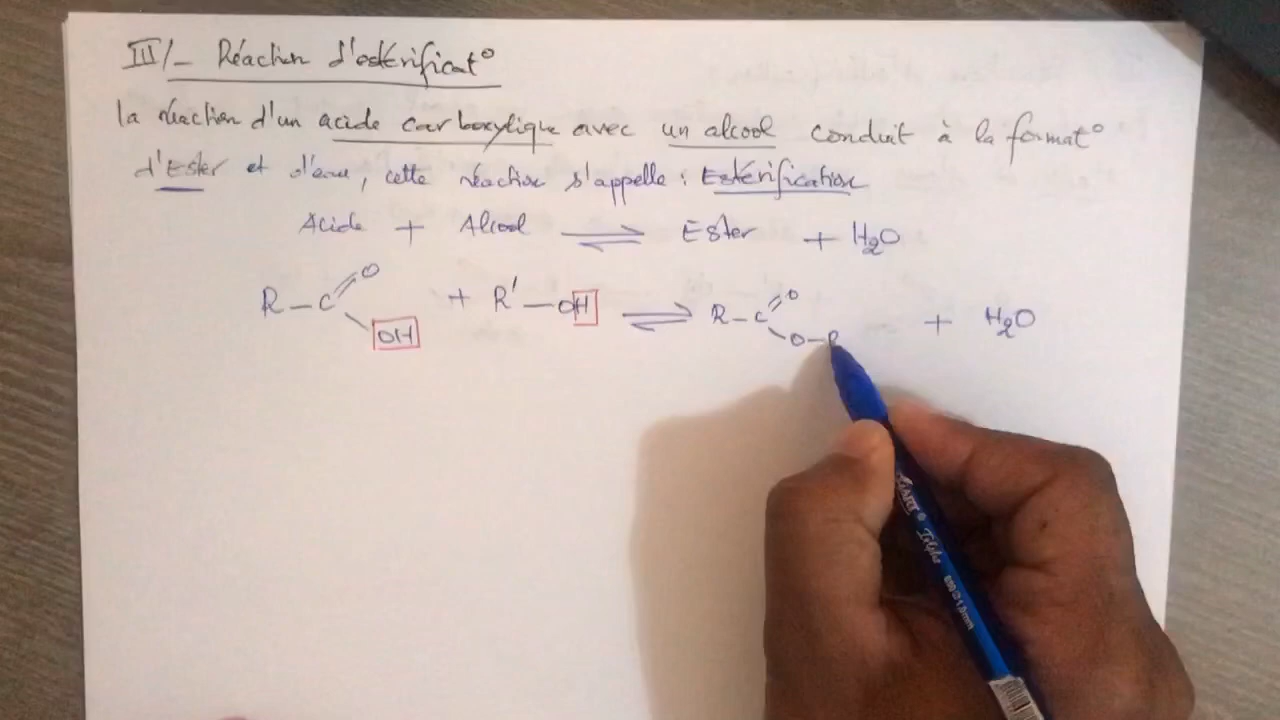 III/- Réaction d'estérificat°
la réaction d'un acide carboxylique avec un alcool conduit à la format°
d'Ester et d'eau, cette réaction s'appelle : Estérification
Acide + Alcool ⇌ Ester + H₂O
R-C(=O)-OH + R'-OH ⇌ R-C(=O)-O-R + H₂O